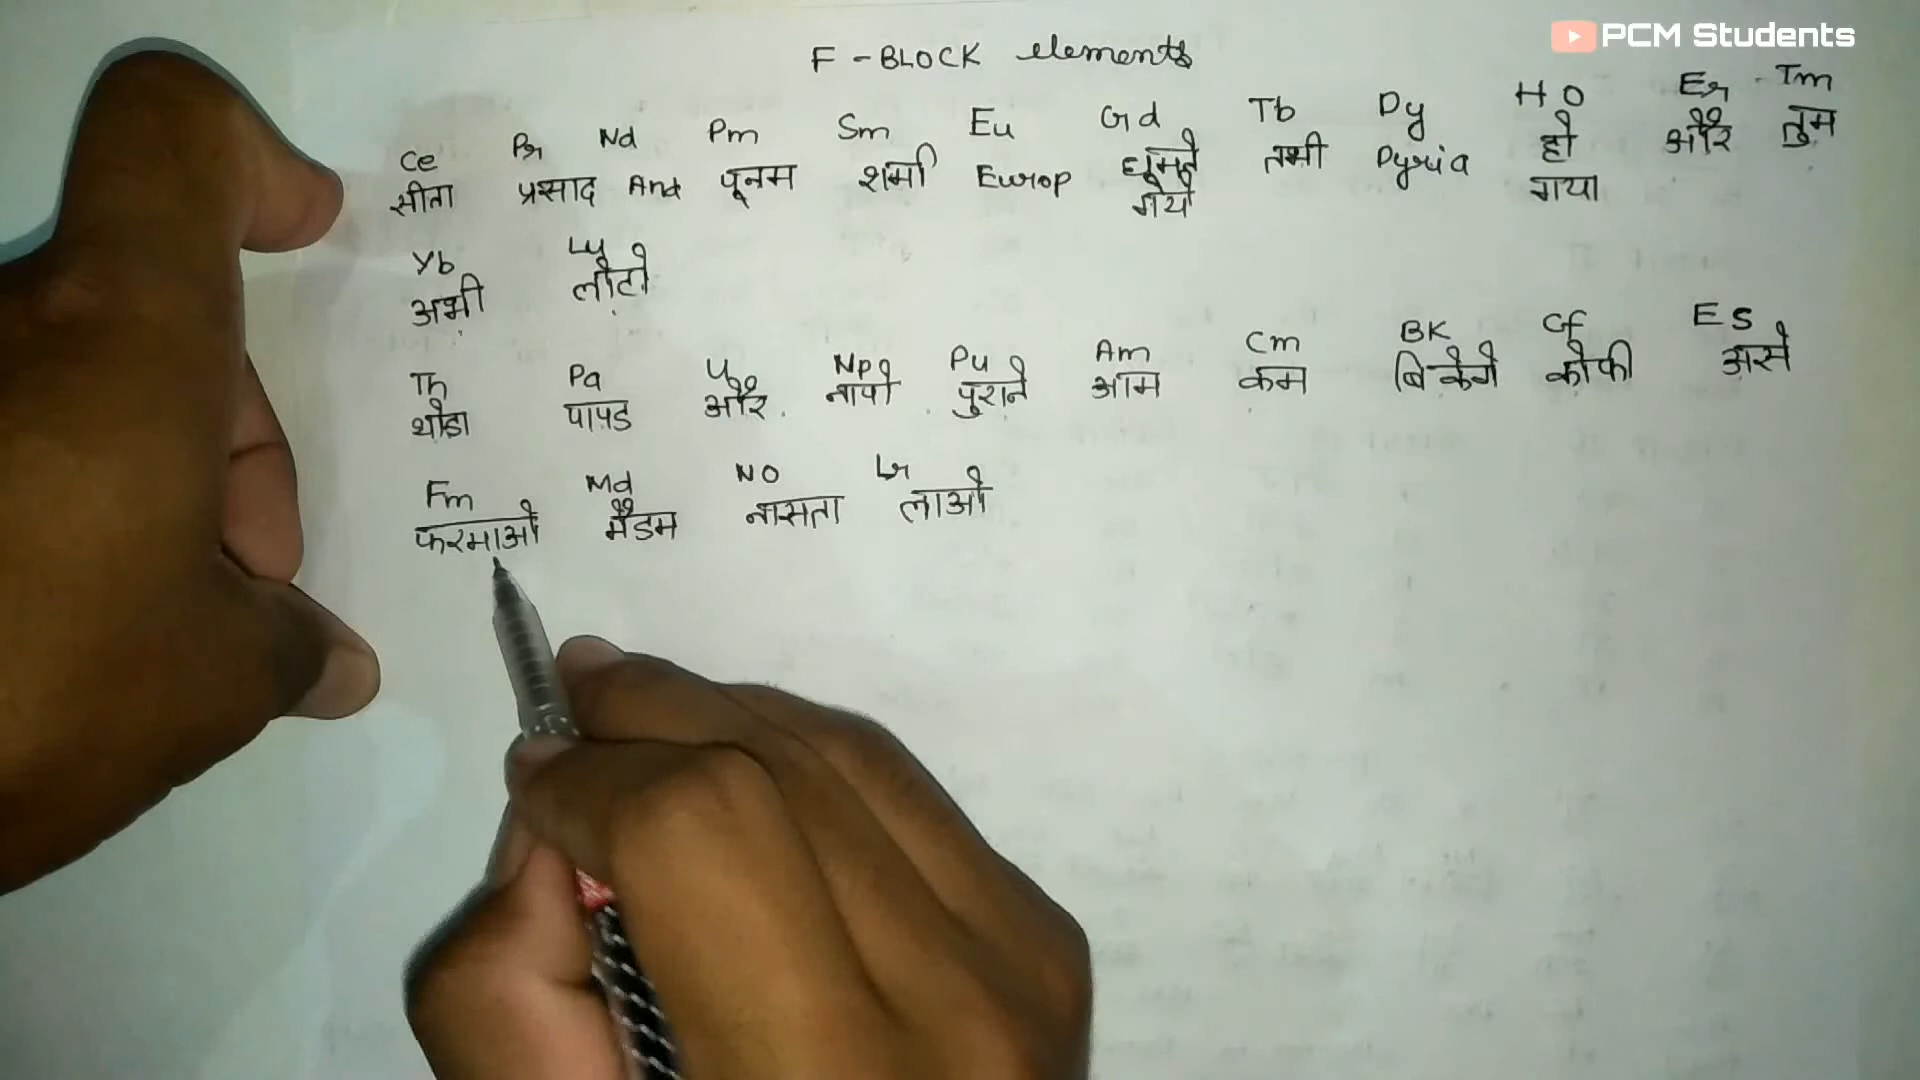 PCM Students
F-BLOCK elements
Ce Pr Nd Pm Sm Eu Gd Tb Dy HO Er Tm
सीता प्रसाद And पूनम शर्मा Europ घूमने गये तभी Dyria हो गया और तुम
Yb Lu
अभी लौटो
Th Pa U Np Pu Am Cm BK Cf ES
थोडा पापड और नापो पुराने आम कम बिकेगे कोफी असे
Fm Md NO Lr
फरमाओ मैडम नासता लाओ